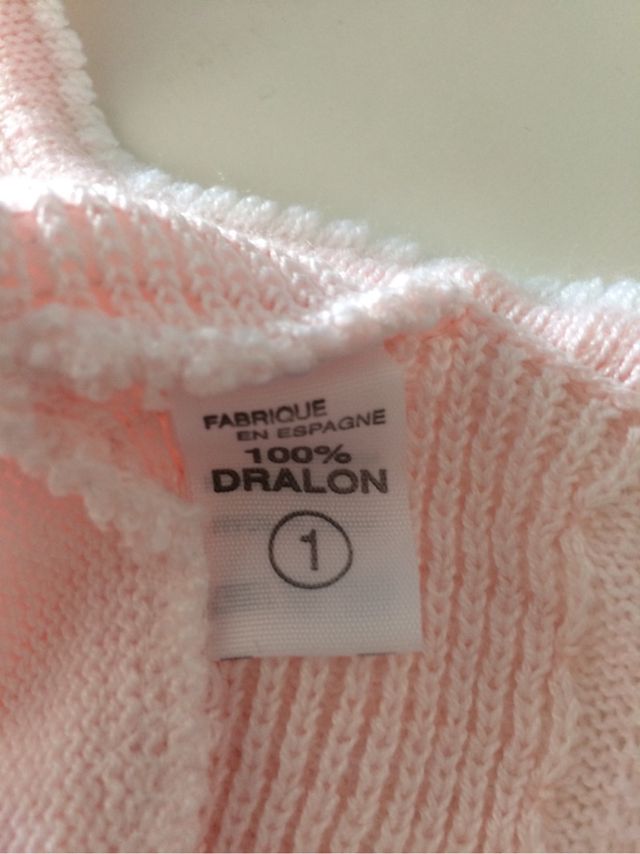 FABRIQUE
EN ESPAGNE
100%
DRALON
1